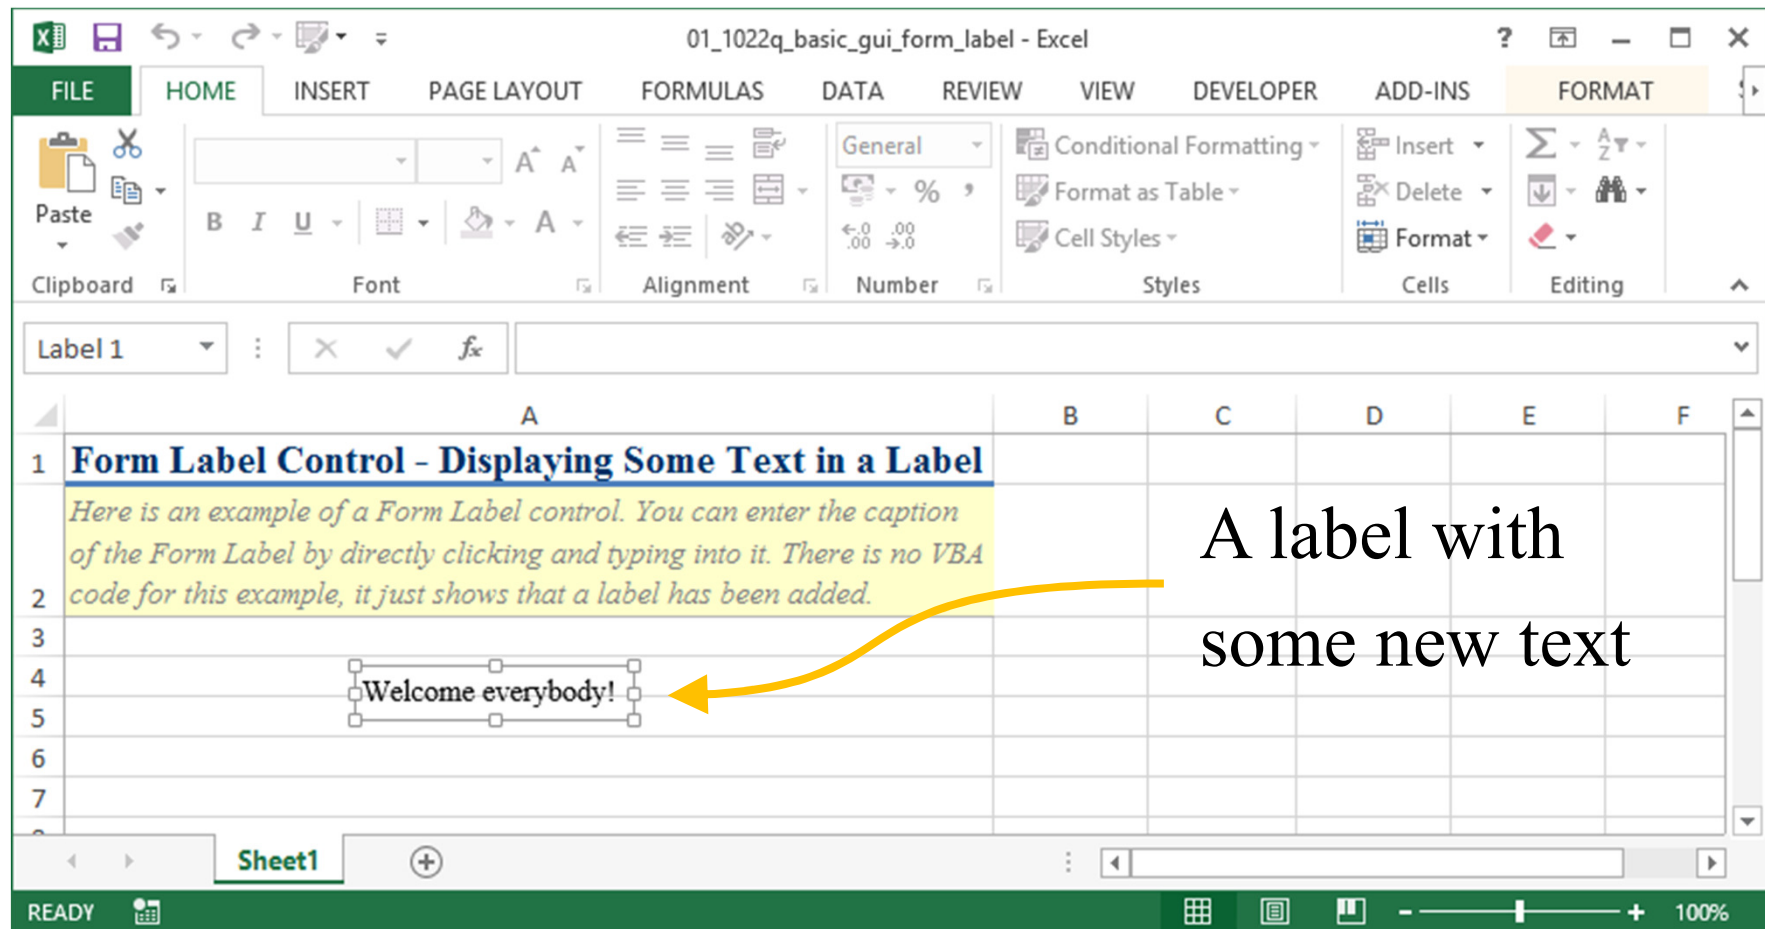 01_1022q_basic_gui_form_label - Excel
FILE HOME INSERT PAGE LAYOUT FORMULAS DATA REVIEW VIEW DEVELOPER ADD-INS FORMAT
General Conditional Formatting Insert
Paste % Format as Table Delete
B I U A Cell Styles Format
Clipboard Font Alignment Number Styles Cells Editing
Label 1 fx
A B C D E F
1 Form Label Control - Displaying Some Text in a Label
2 Here is an example of a Form Label control. You can enter the caption
of the Form Label by directly clicking and typing into it. There is no VBA
code for this example, it just shows that a label has been added.
A label with
some new text
3
4 Welcome everybody!
5
6
7
Sheet1
READY 100%